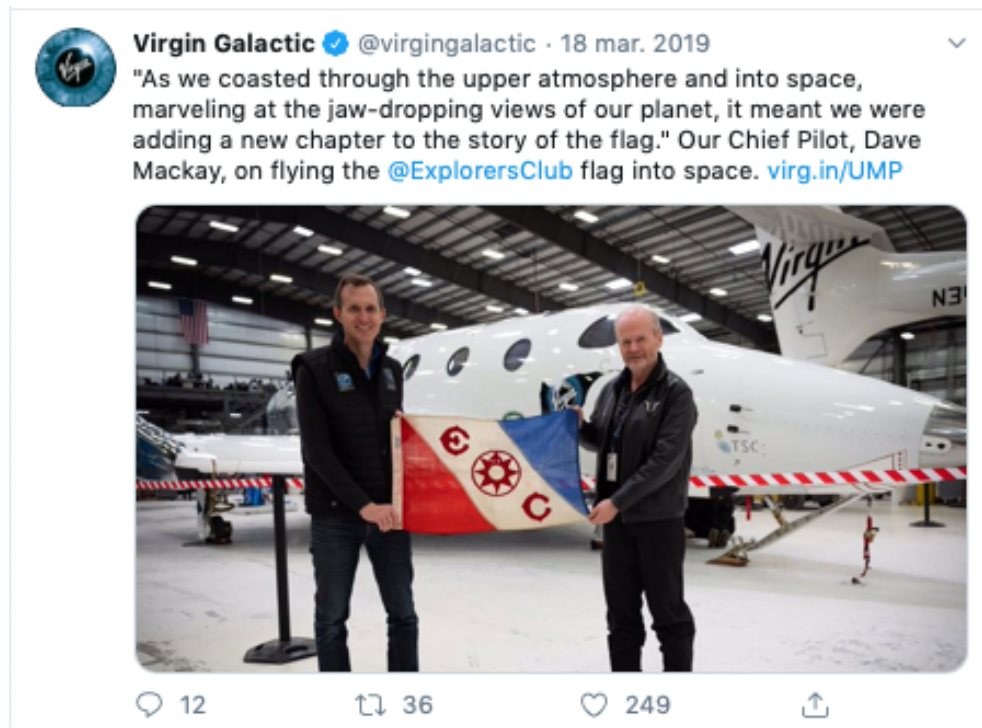 Virgin Galactic @virgingalactic · 18 mar. 2019
"As we coasted through the upper atmosphere and into space,
marveling at the jaw-dropping views of our planet, it meant we were
adding a new chapter to the story of the flag." Our Chief Pilot, Dave
Mackay, on flying the @ExplorersClub flag into space. virg.in/UMP
Virgin
Virgin
N3
E
C
TSC
12 36 249